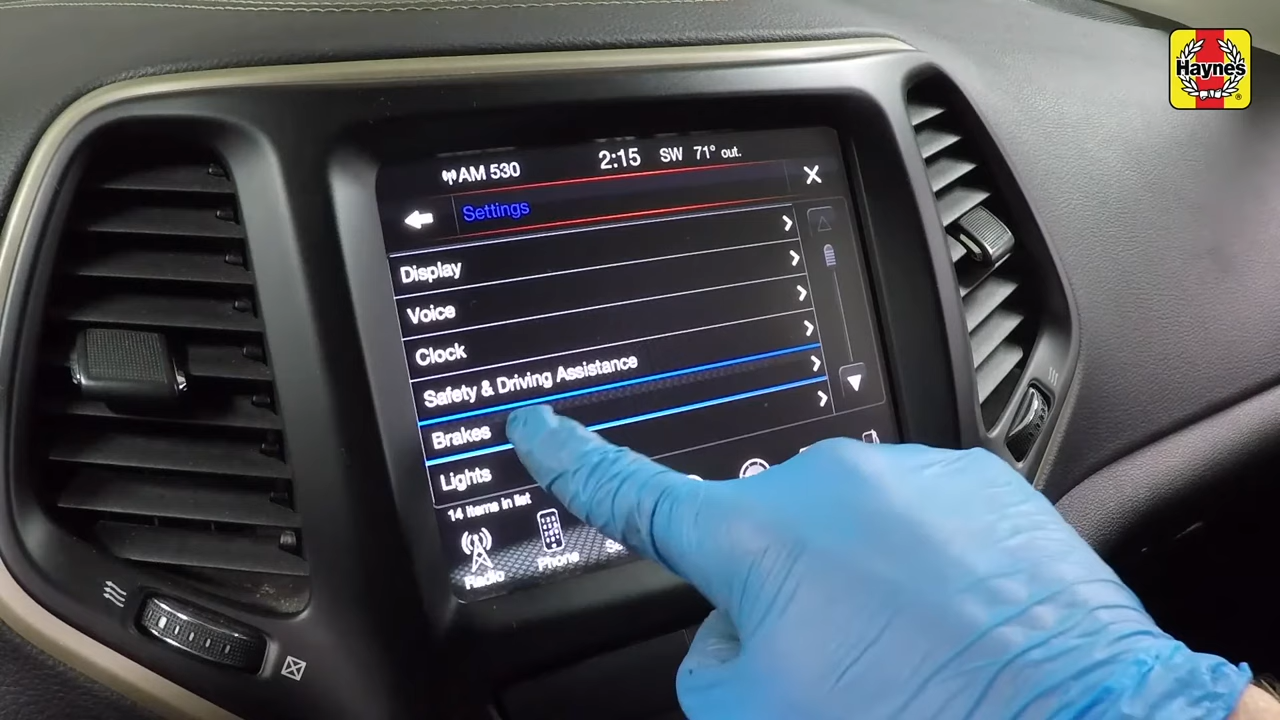 Haynes
AM 530 2:15 SW 71° out.
Settings
Display
Voice
Clock
Safety & Driving Assistance
Brakes
Lights
14 Items in list
Radio Phone